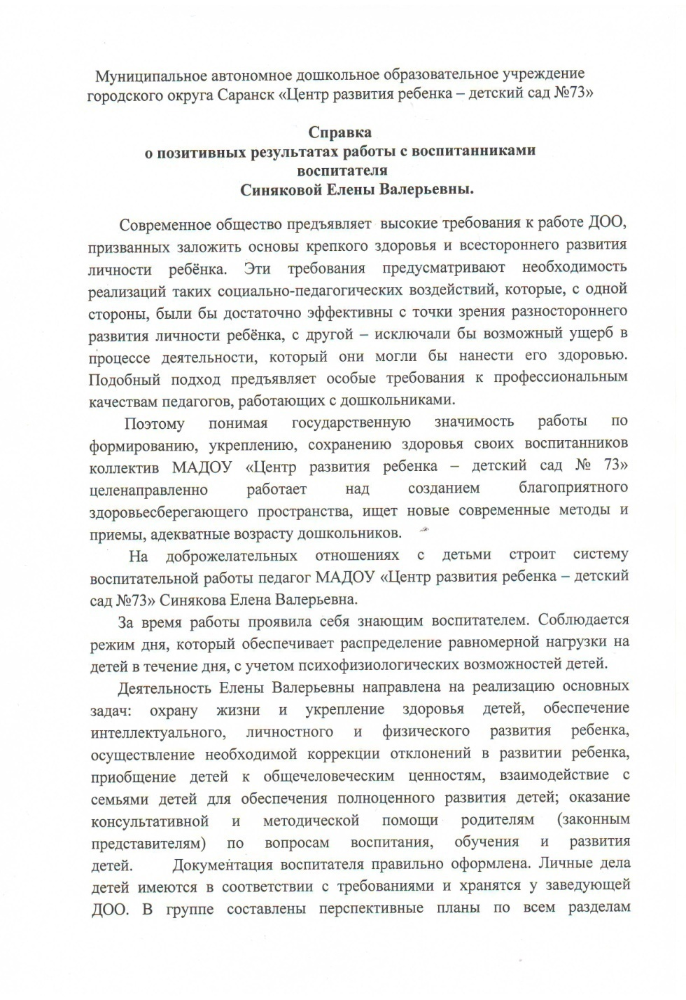 Муниципальное автономное дошкольное образовательное учреждение
городского округа Саранск «Центр развития ребенка – детский сад №73»
Справка
о позитивных результатах работы с воспитанниками
воспитателя
Синяковой Елены Валерьевны.
Современное общество предъявляет высокие требования к работе ДОО,
призванных заложить основы крепкого здоровья и всестороннего развития
личности ребёнка. Эти требования предусматривают необходимость
реализаций таких социально-педагогических воздействий, которые, с одной
стороны, были бы достаточно эффективны с точки зрения разностороннего
развития личности ребёнка, с другой – исключали бы возможный ущерб в
процессе деятельности, который они могли бы нанести его здоровью.
Подобный подход предъявляет особые требования к профессиональным
качествам педагогов, работающих с дошкольниками.
Поэтому понимая государственную значимость работы по
формированию, укреплению, сохранению здоровья своих воспитанников
коллектив МАДОУ «Центр развития ребенка – детский сад № 73»
целенаправленно работает над созданием благоприятного
здоровьесберегающего пространства, ищет новые современные методы и
приемы, адекватные возрасту дошкольников.
На доброжелательных отношениях с детьми строит систему
воспитательной работы педагог МАДОУ «Центр развития ребенка – детский
сад №73» Синякова Елена Валерьевна.
За время работы проявила себя знающим воспитателем. Соблюдается
режим дня, который обеспечивает распределение равномерной нагрузки на
детей в течение дня, с учетом психофизиологических возможностей детей.
Деятельность Елены Валерьевны направлена на реализацию основных
задач: охрану жизни и укрепление здоровья детей, обеспечение
интеллектуального, личностного и физического развития ребенка,
осуществление необходимой коррекции отклонений в развитии ребенка,
приобщение детей к общечеловеческим ценностям, взаимодействие с
семьями детей для обеспечения полноценного развития детей; оказание
консультативной и методической помощи родителям (законным
представителям) по вопросам воспитания, обучения и развития
детей. Документация воспитателя правильно оформлена. Личные дела
детей имеются в соответствии с требованиями и хранятся у заведующей
ДОО. В группе составлены перспективные планы по всем разделам